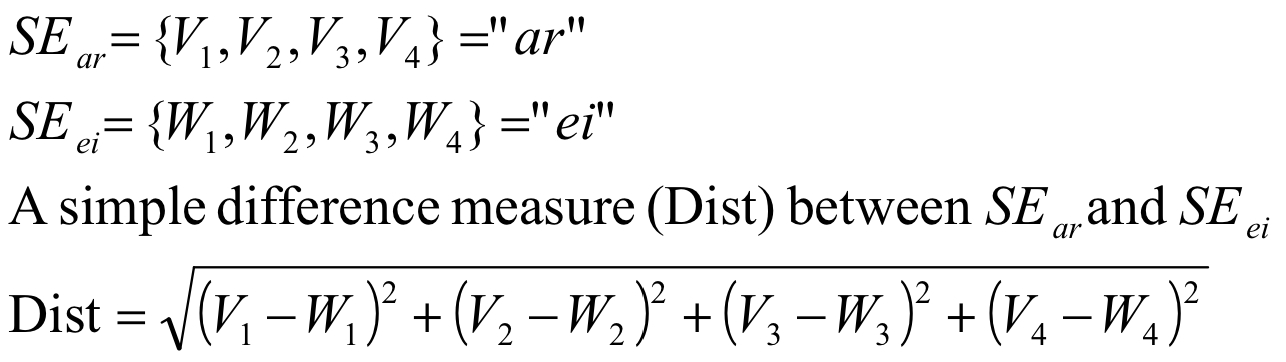 SE_ar = {V_1, V_2, V_3, V_4} ="ar"
SE_ei = {W_1, W_2, W_3, W_4} ="ei"
A simple difference measure (Dist) between SE_ar and SE_ei
Dist = √((V_1 − W_1)^2 + (V_2 − W_2)^2 + (V_3 − W_3)^2 + (V_4 − W_4)^2)